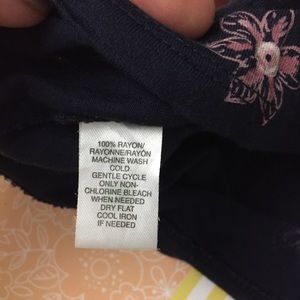 100% RAYON/
RAYONNE/RAYÓN
MACHINE WASH
COLD
GENTLE CYCLE
ONLY NON-
CHLORINE BLEACH
WHEN NEEDED
DRY FLAT
COOL IRON
IF NEEDED